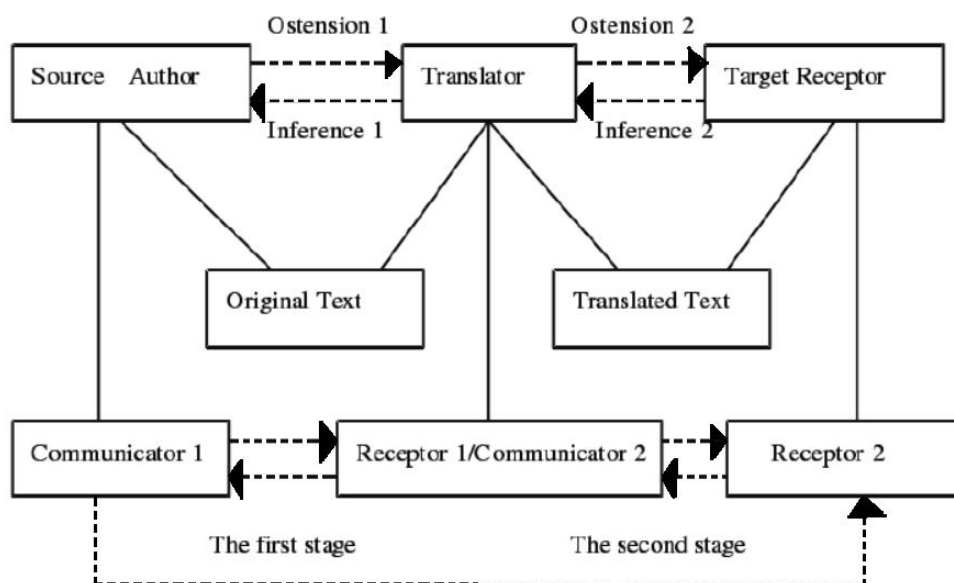 Ostension 1
Ostension 2
Source Author
Translator
Target Receptor
Inference 1
Inference 2
Original Text
Translated Text
Communicator 1
Receptor 1/Communicator 2
Receptor 2
The first stage
The second stage